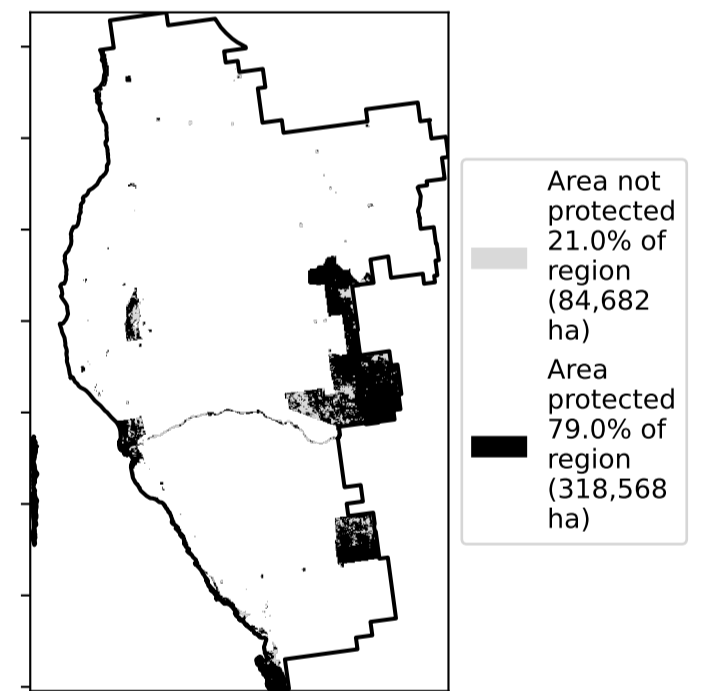 Area not
protected
21.0% of
region
(84,682
ha)
Area
protected
79.0% of
region
(318,568
ha)